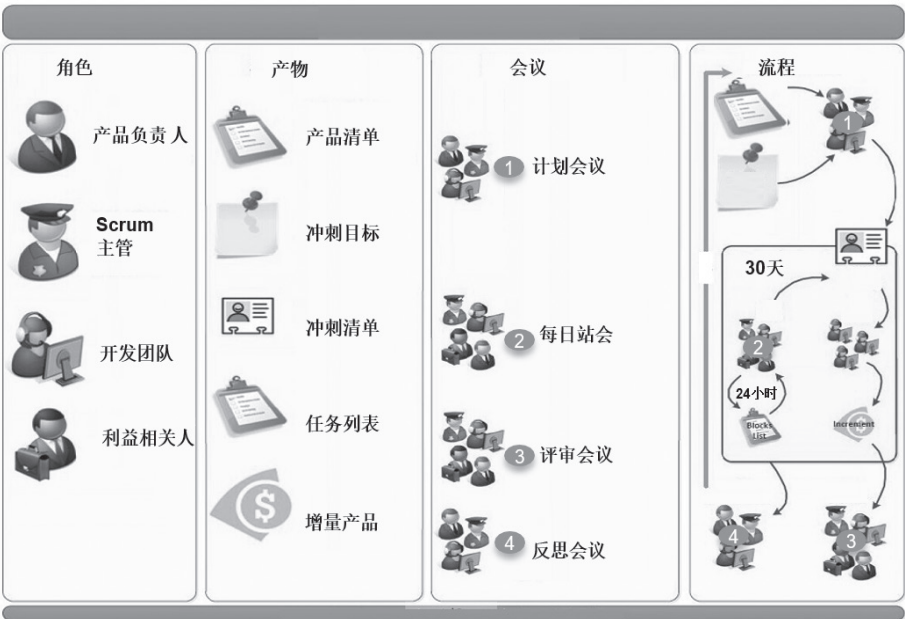 角色
产品负责人
Scrum
主管
开发团队
利益相关人
产物
产品清单
冲刺目标
冲刺清单
任务列表
增量产品
会议
1 计划会议
2 每日站会
3 评审会议
4 反思会议
流程
1
30天
2
24小时
Blocks
List
Increment
4
3